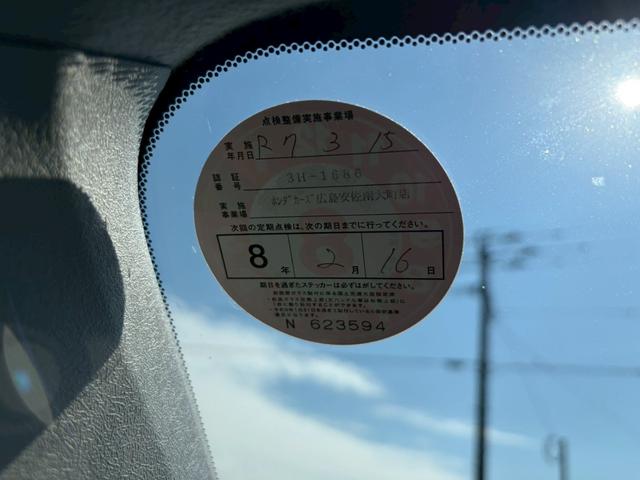 点検整備実施事業場
実施年月日 R 7 3 15
認証番号 3H-1686
実施事業場 ホンダカーズ広島安佐南大町店
次回の定期点検は、次の期日までに行ってください。
8年 2月 16日
期日を過ぎたステッカーは必ずはがしてください。
N 623594